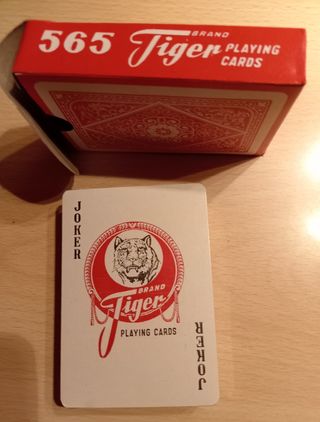 565 Tiger BRAND PLAYING
CARDS
JOKER
BRAND
Tiger
PLAYING CARDS
JOKER